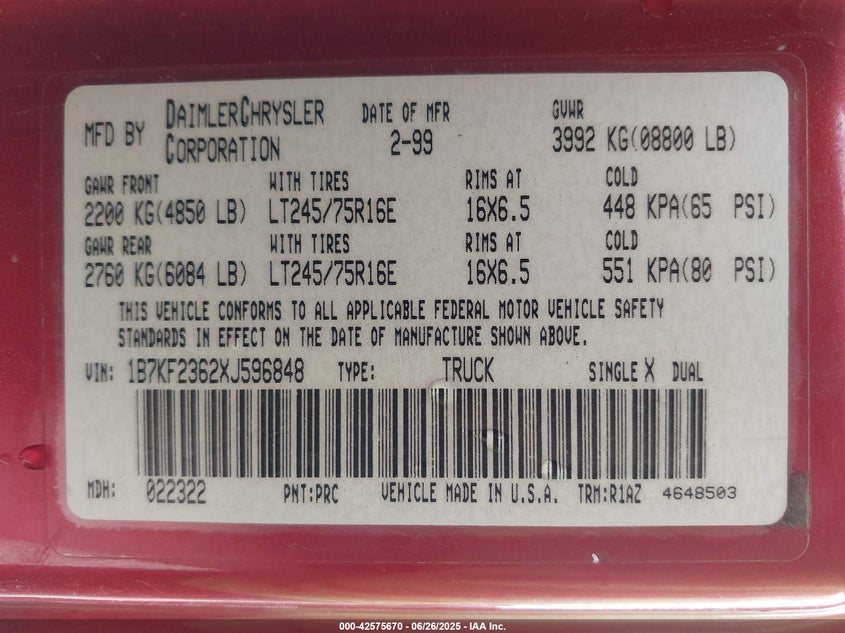 MFD BY DAIMLERCHRYSLER CORPORATION DATE OF MFR 2-99 GVWR 3992 KG(08800 LB)
GAWR FRONT WITH TIRES RIMS AT COLD
2200 KG(4850 LB) LT245/75R16E 16X6.5 448 KPA(65 PSI)
GAWR REAR WITH TIRES RIMS AT COLD
2760 KG(6084 LB) LT245/75R16E 16X6.5 551 KPA(80 PSI)
THIS VEHICLE CONFORMS TO ALL APPLICABLE FEDERAL MOTOR VEHICLE SAFETY
STANDARDS IN EFFECT ON THE DATE OF MANUFACTURE SHOWN ABOVE.
VIN: 1B7KF2362XJ596848 TYPE: TRUCK SINGLE X DUAL
MDH: 022322 PNT:PRC VEHICLE MADE IN U.S.A. TRM:R1AZ 4648503
000-42575670 - 06/26/2025 - IAA Inc.